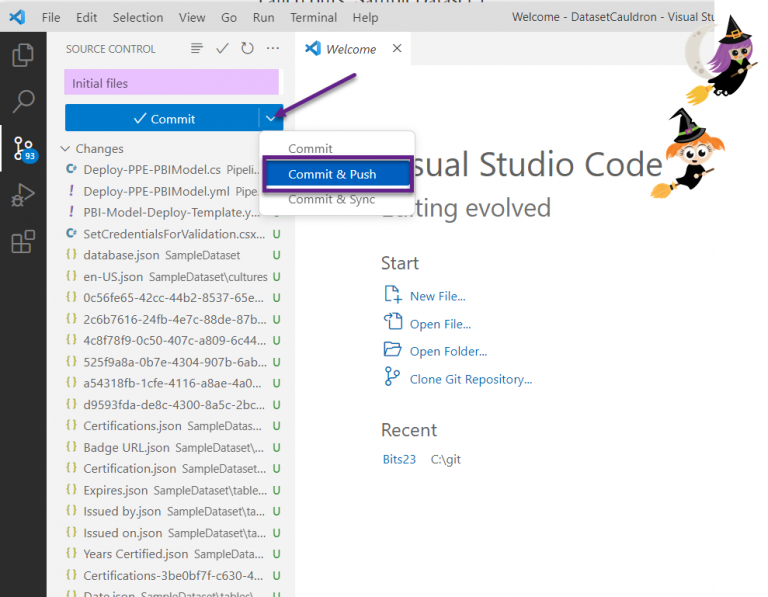 File Edit Selection View Go Run Terminal Help Welcome - DatasetCauldron - Visual Stu
SOURCE CONTROL
Welcome
Initial files
Commit
Changes
Commit
Commit & Push
Commit & Sync
93
Deploy-PPE-PBIModel.cs Pipeli...
Deploy-PPE-PBIModel.yml Pipe
PBI-Model-Deploy-Template.y...
SetCredentialsForValidation.csx... U
database.json SampleDataset U
en-US.json SampleDataset\cultures U
0c56fe65-42cc-44b2-8537-65e... U
2c6b7616-24fb-4e7c-88de-87b... U
4c8f78f9-0c50-407c-a809-6c44... U
525f9a8a-0b7e-4304-907b-6ab... U
a54318fb-1cfe-4116-a8ae-4a0... U
d9593fda-de8c-4300-8a5c-2bc... U
Certifications.json SampleDatas... U
Badge URL.json SampleDataset\... U
Certification.json SampleDataset... U
Expires.json SampleDataset\table... U
Issued by.json SampleDataset\ta... U
Issued on.json SampleDataset\ta... U
Years Certified.json SampleData... U
Certifications-3be0bf7f-c630-4... U
Date.json SampleDataset\tables\ U
sual Studio Code
Editing evolved
Start
New File...
Open File...
Open Folder...
Clone Git Repository...
Recent
Bits23 C:\git